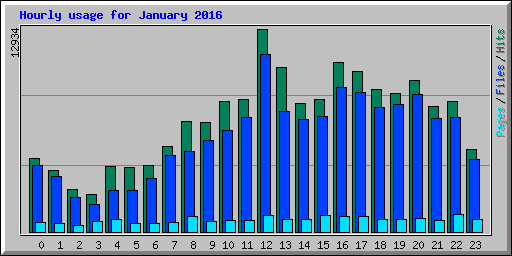 Hourly usage for January 2016
12934
Pages/Files/Hits
0 1 2 3 4 5 6 7 8 9 10 11 12 13 14 15 16 17 18 19 20 21 22 23